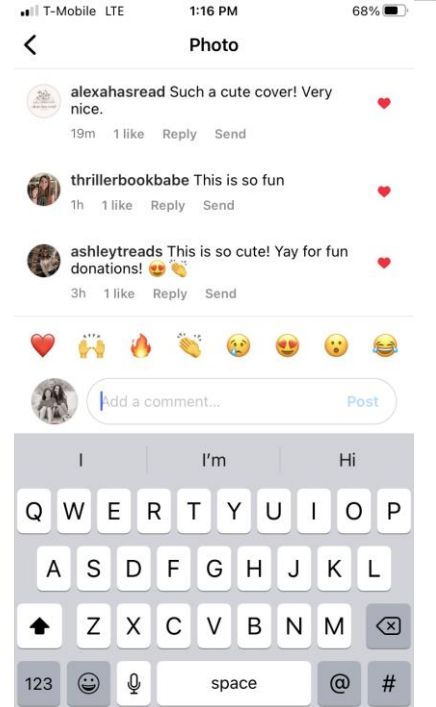 T-Mobile LTE 1:16 PM 68%
Photo
alexahasread Such a cute cover! Very
nice.
19m 1 like Reply Send
thrillerbookbabe This is so fun
1h 1 like Reply Send
ashleytreads This is so cute! Yay for fun
donations! 😍👏
3h 1 like Reply Send
Add a comment... Post
I I'm Hi
Q W E R T Y U I O P
A S D F G H J K L
Z X C V B N M
123 space @ #